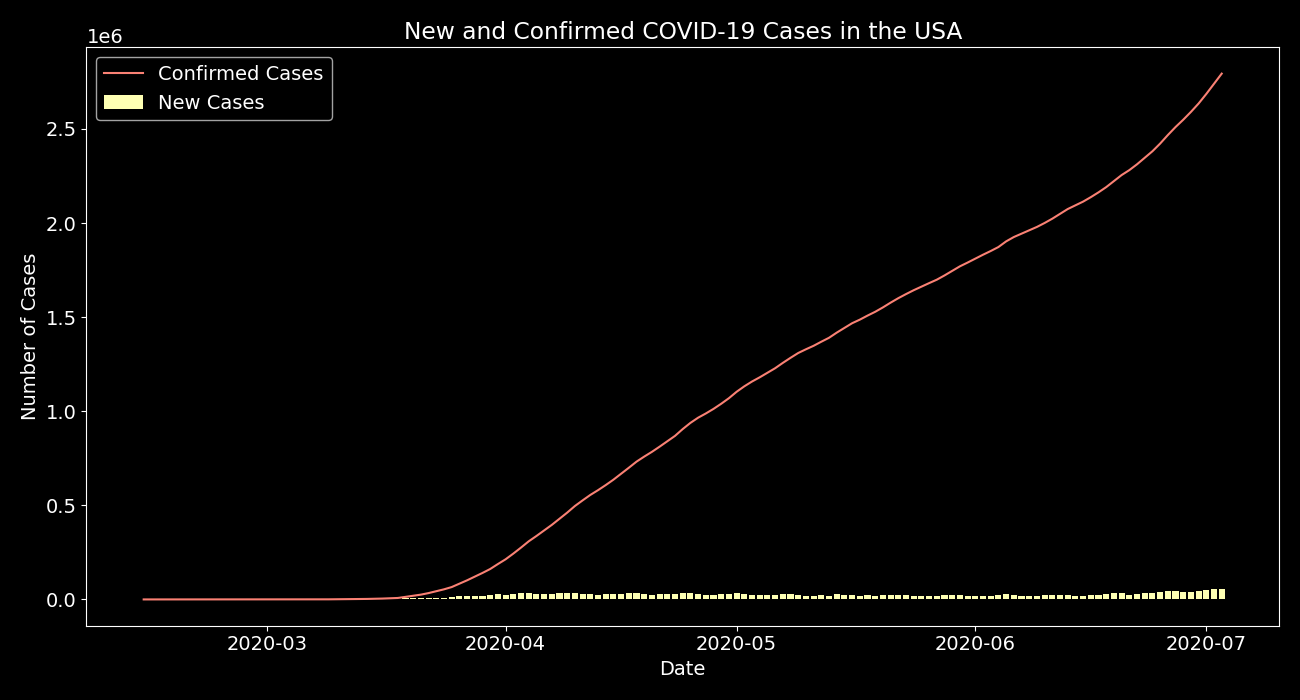 New and Confirmed COVID-19 Cases in the USA
1e6
Confirmed Cases
New Cases
2.5
2.0
1.5
1.0
0.5
0.0
Number of Cases
2020-03 2020-04 2020-05 2020-06 2020-07
Date